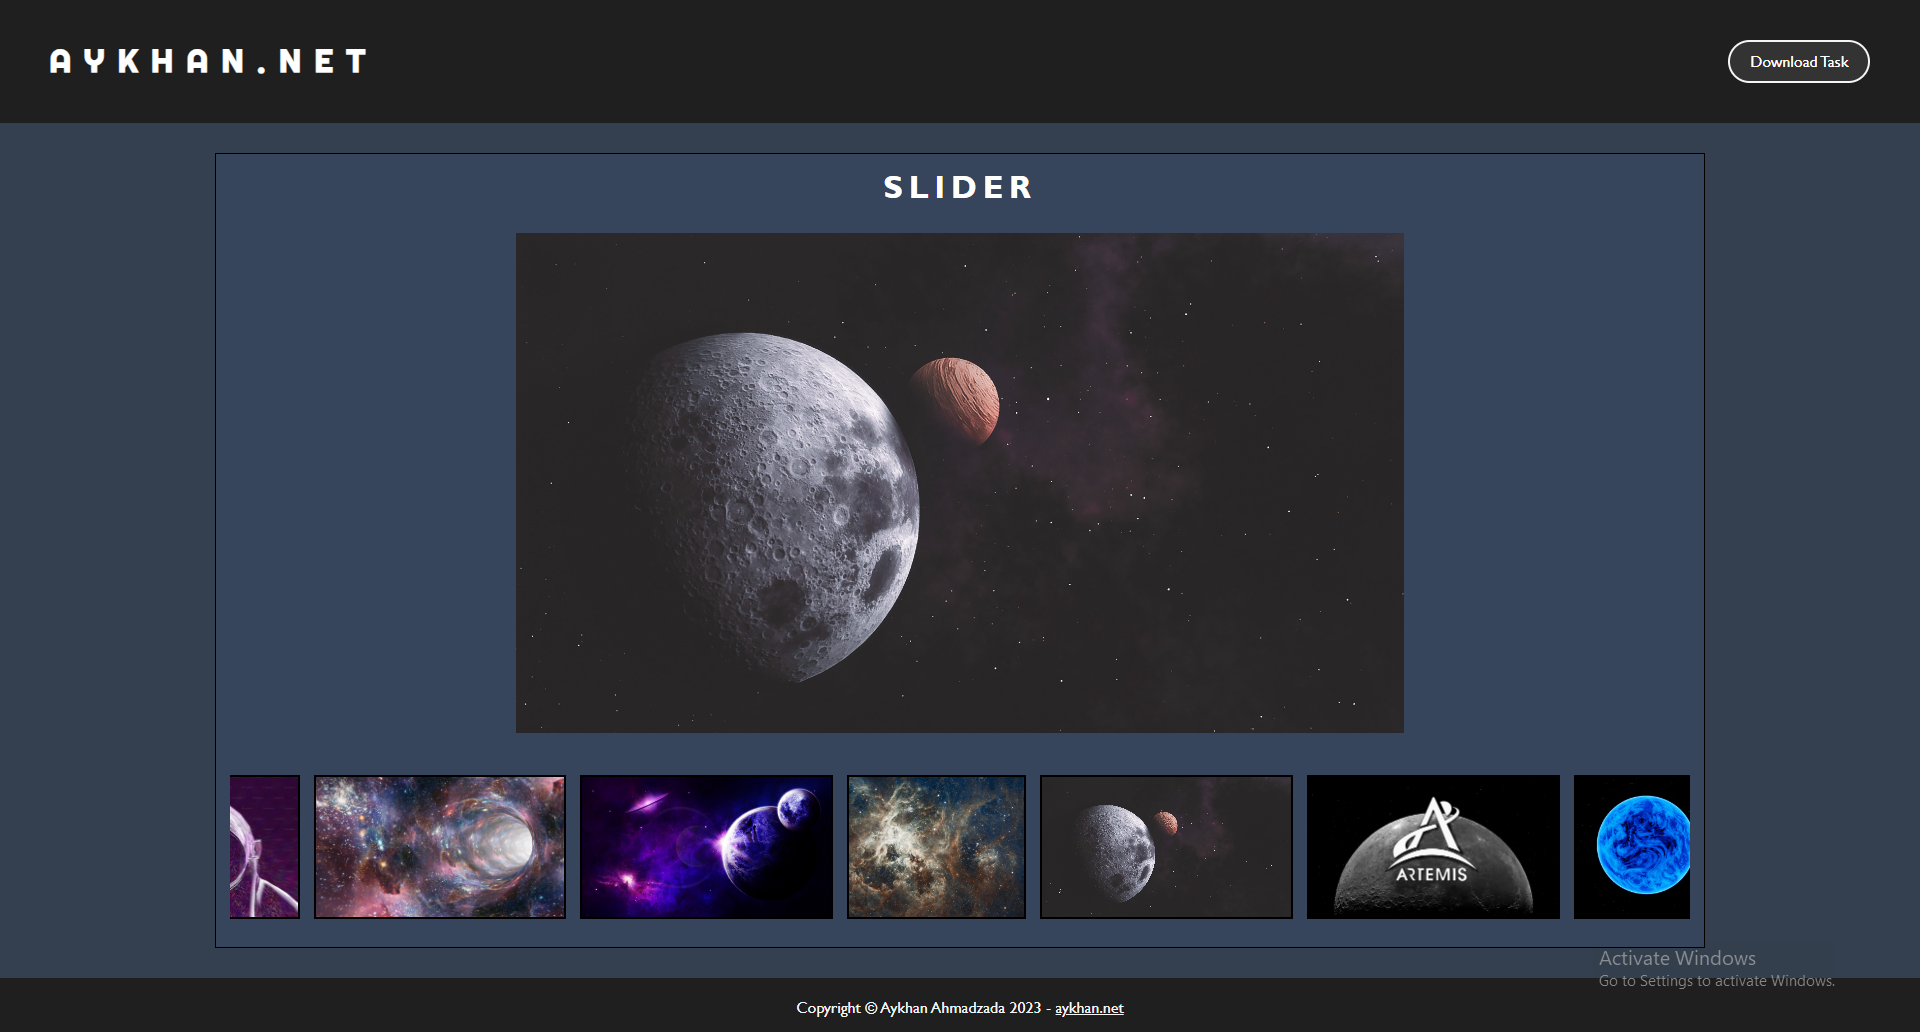 AYKHAN.NET
Download Task
SLIDER
ARTEMIS
Activate Windows
Go to Settings to activate Windows.
Copyright © Aykhan Ahmadzada 2023 - aykhan.net